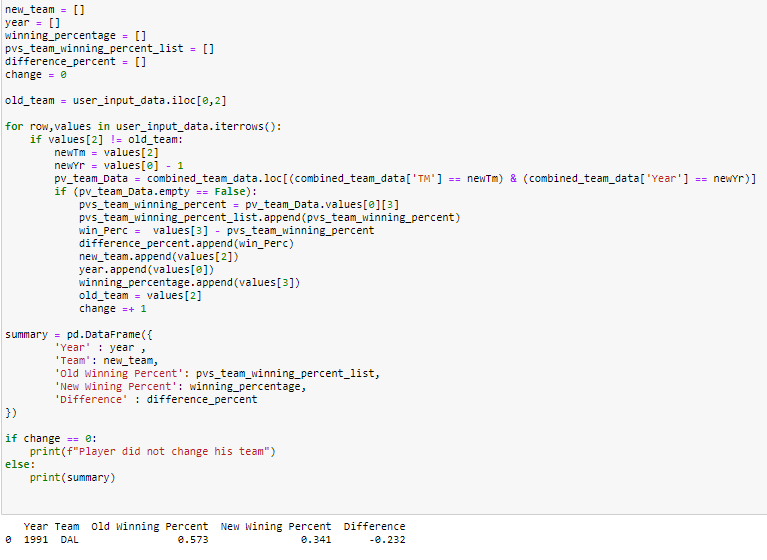 new_team = []
year = []
winning_percentage = []
pvs_team_winning_percent_list = []
difference_percent = []
change = 0
old_team = user_input_data.iloc[0,2]
for row,values in user_input_data.iterrows():
    if values[2] != old_team:
        newTm = values[2]
        newYr = values[0] - 1
        pv_team_Data = combined_team_data.loc[(combined_team_data['TM'] == newTm) & (combined_team_data['Year'] == newYr)]
        if (pv_team_Data.empty == False):
            pvs_team_winning_percent = pv_team_Data.values[0][3]
            pvs_team_winning_percent_list.append(pvs_team_winning_percent)
            win_Perc =  values[3] - pvs_team_winning_percent
            difference_percent.append(win_Perc)
            new_team.append(values[2])
            year.append(values[0])
            winning_percentage.append(values[3])
            old_team = values[2]
            change =+ 1
summary = pd.DataFrame({
        'Year' : year ,
        'Team': new_team,
        'Old Winning Percent': pvs_team_winning_percent_list,
        'New Wining Percent': winning_percentage,
        'Difference' : difference_percent
})
if change == 0:
    print(f"Player did not change his team")
else:
    print(summary)
   Year Team  Old Winning Percent  New Wining Percent  Difference
0  1991  DAL                0.573               0.341      -0.232